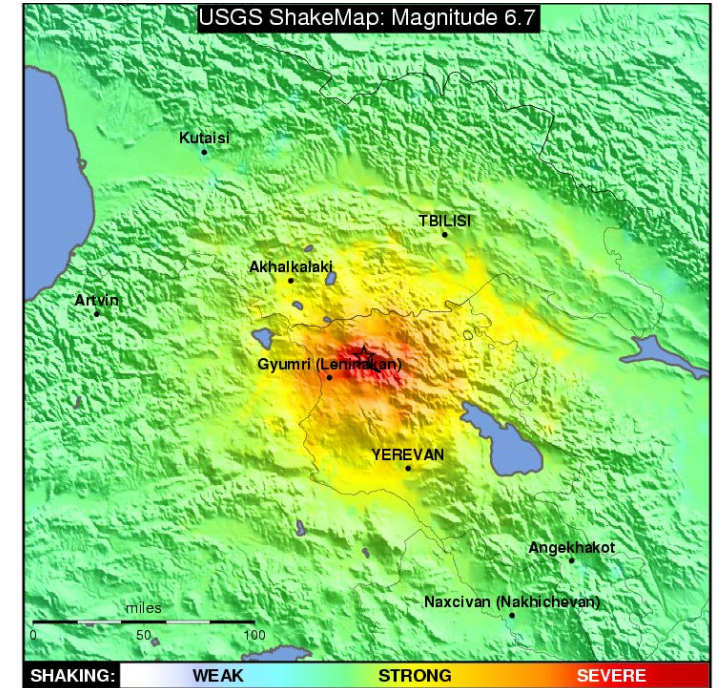 USGS ShakeMap: Magnitude 6.7
Kutaisi
TBILISI
Akhalkalaki
Artvin
Gyumri (Leninakan)
YEREVAN
Angekhakot
Naxcivan (Nakhichevan)
miles
0 50 100
SHAKING: WEAK STRONG SEVERE